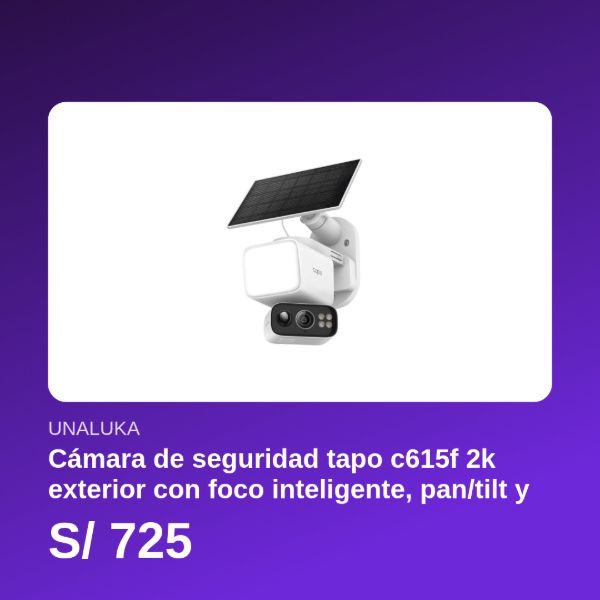 tapo
UNALUKA
Cámara de seguridad tapo c615f 2k
exterior con foco inteligente, pan/tilt y
S/ 725